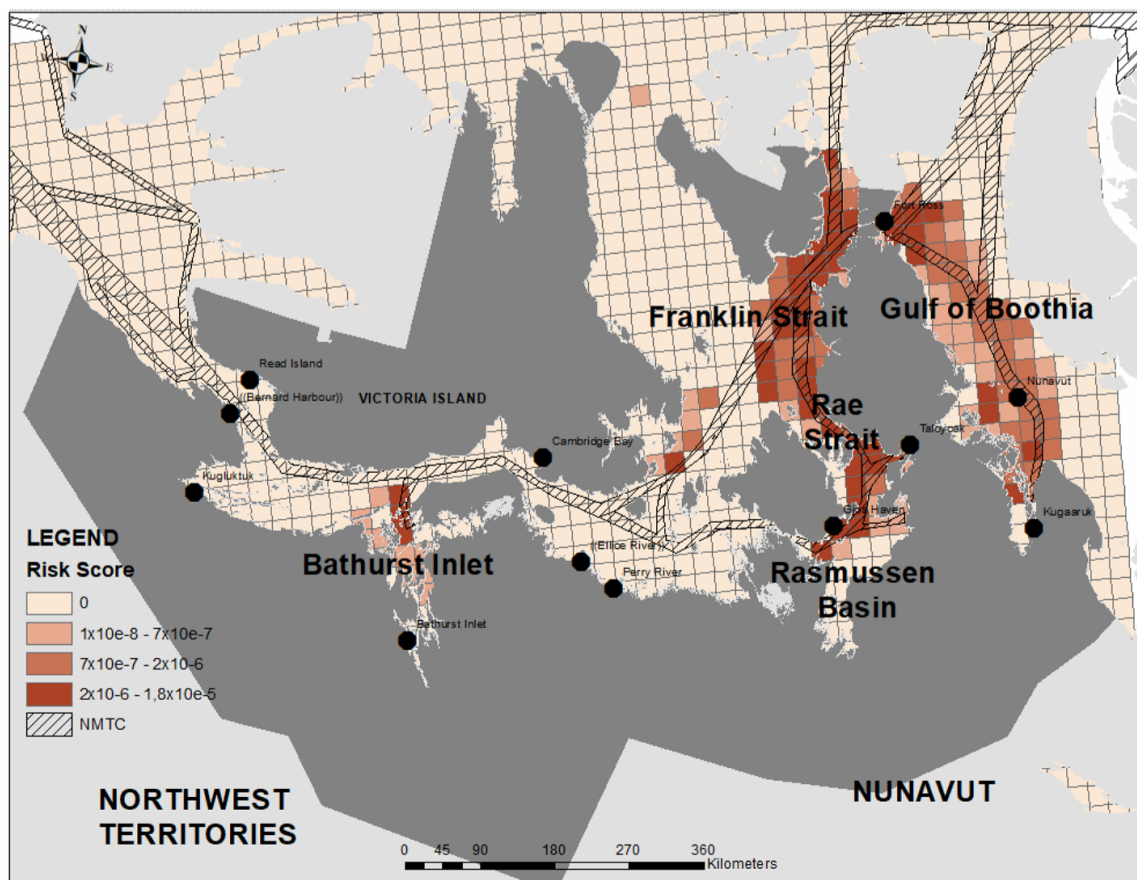 N
E
S
Fort Ross
Franklin Strait
Gulf of Boothia
Read Island
((Bernard Harbour))
VICTORIA ISLAND
Nunavut
Rae
Strait
Cambridge Bay
Taloyoak
Kugluktuk
Gjoa Haven
Kugaaruk
LEGEND
Risk Score
0
1x10e-8 - 7x10e-7
7x10e-7 - 2x10-6
2x10-6 - 1,8x10e-5
NMTC
Bathurst Inlet
((Ellice River))
Perry River
Rasmussen
Basin
Bathurst Inlet
NORTHWEST
TERRITORIES
NUNAVUT
0 45 90 180 270 360
Kilometers